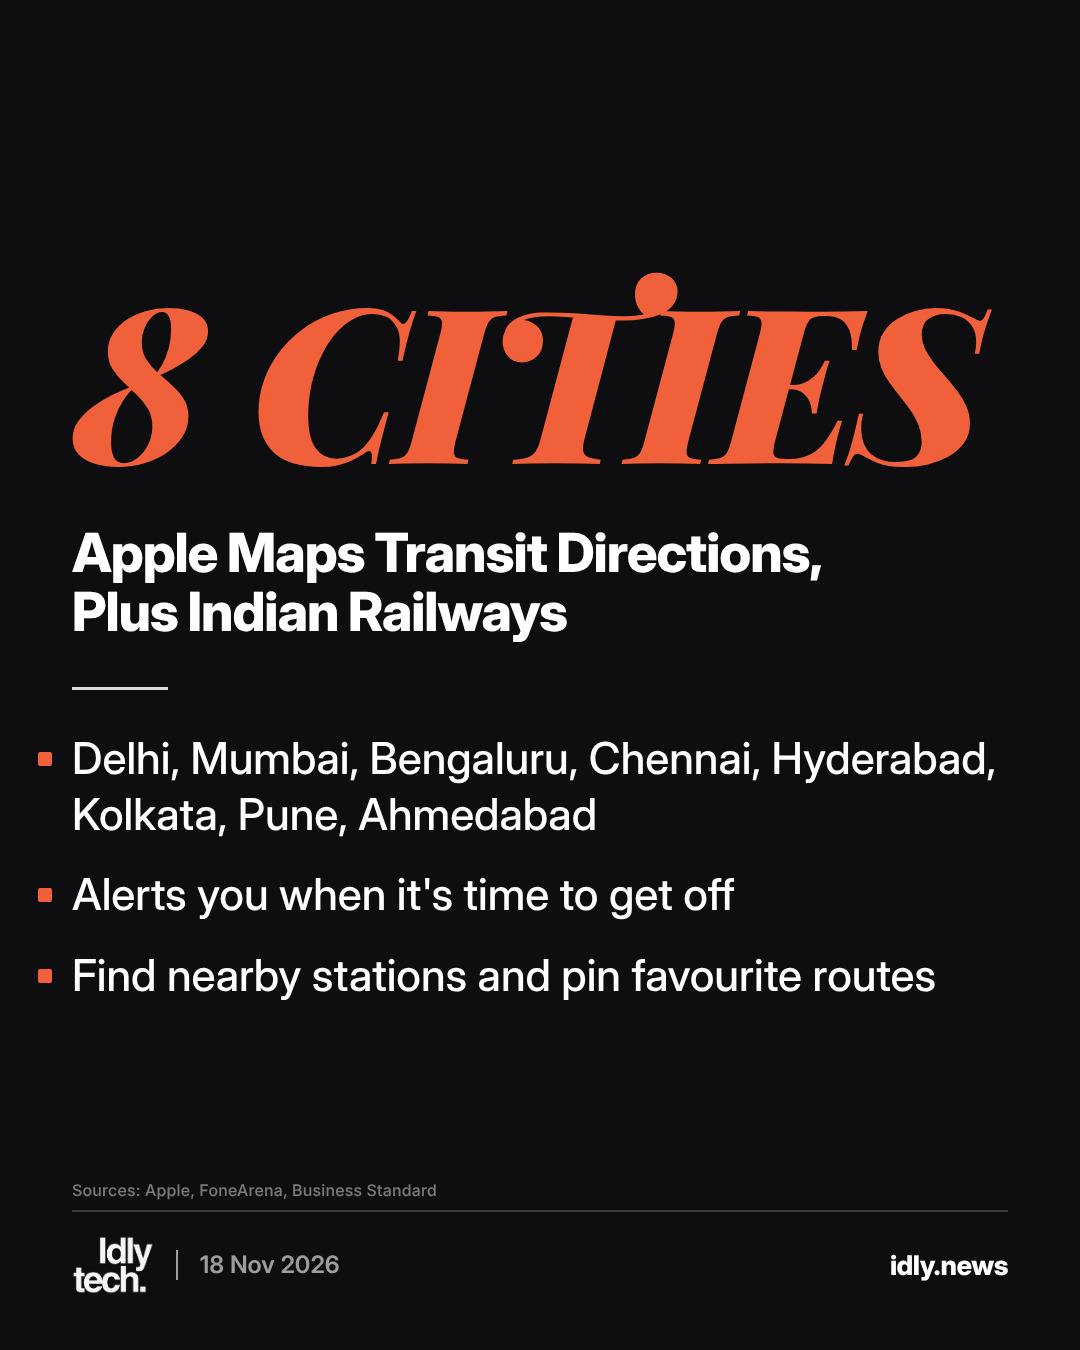 8 CITIES
Apple Maps Transit Directions,
Plus Indian Railways
Delhi, Mumbai, Bengaluru, Chennai, Hyderabad,
Kolkata, Pune, Ahmedabad
Alerts you when it's time to get off
Find nearby stations and pin favourite routes
Sources: Apple, FoneArena, Business Standard
Idly
tech.
18 Nov 2026
idly.news